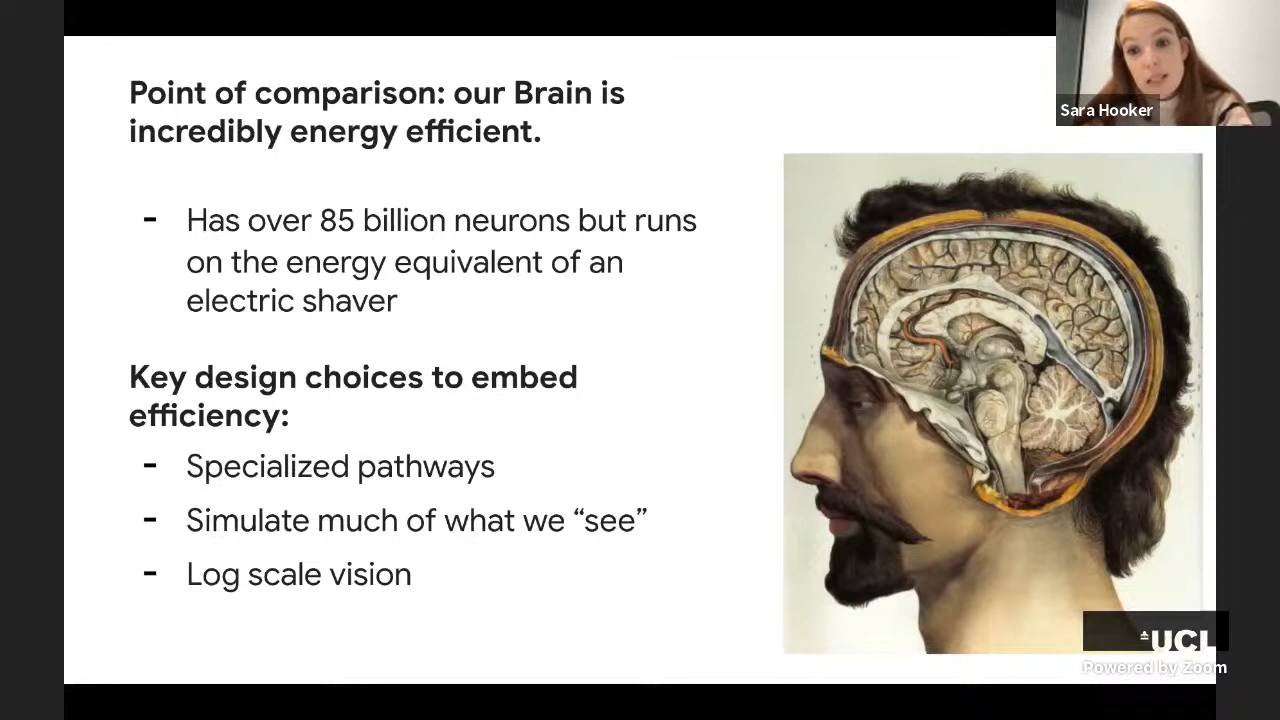 Point of comparison: our Brain is
incredibly energy efficient.
- Has over 85 billion neurons but runs
on the energy equivalent of an
electric shaver
Key design choices to embed
efficiency:
- Specialized pathways
- Simulate much of what we “see”
- Log scale vision
Sara Hooker
UCL
Powered by Zoom